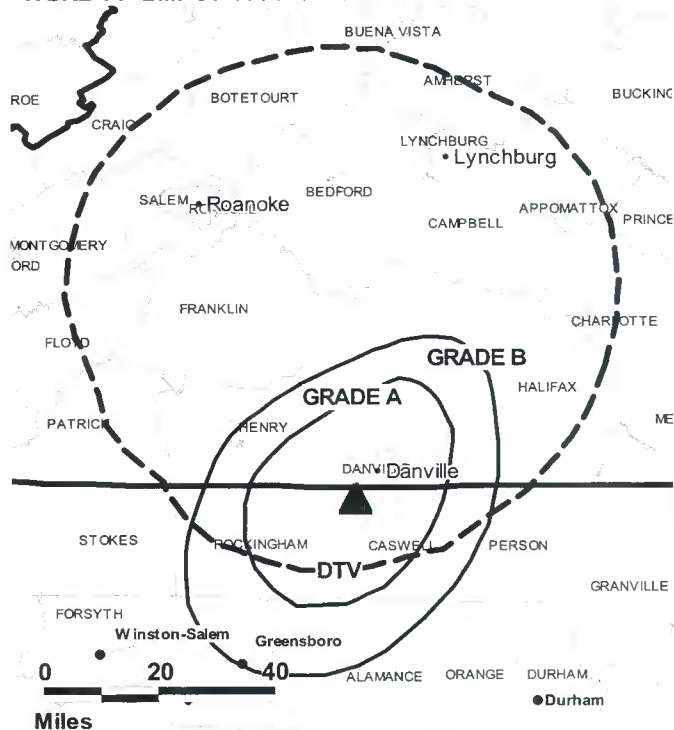 BUENA VISTA
AMHERST
ROE
BOTETOURT
BUCKING
CRAIG
LYNCHBURG
Lynchburg
BEDFORD
SALEM
Roanoke
APPOMATTOX
PRINCE
CAMPBELL
MONTGOMERY
ORD
FRANKLIN
CHARLOTTE
FLOYD
GRADE B
HALIFAX
GRADE A
PATRICK
HENRY
ME
Danville
STOKES
ROCKINGHAM
CASWELL
PERSON
DTV
GRANVILLE
FORSYTH
Winston-Salem
Greensboro
0 20 40
ALAMANCE
ORANGE
DURHAM
Durham
Miles